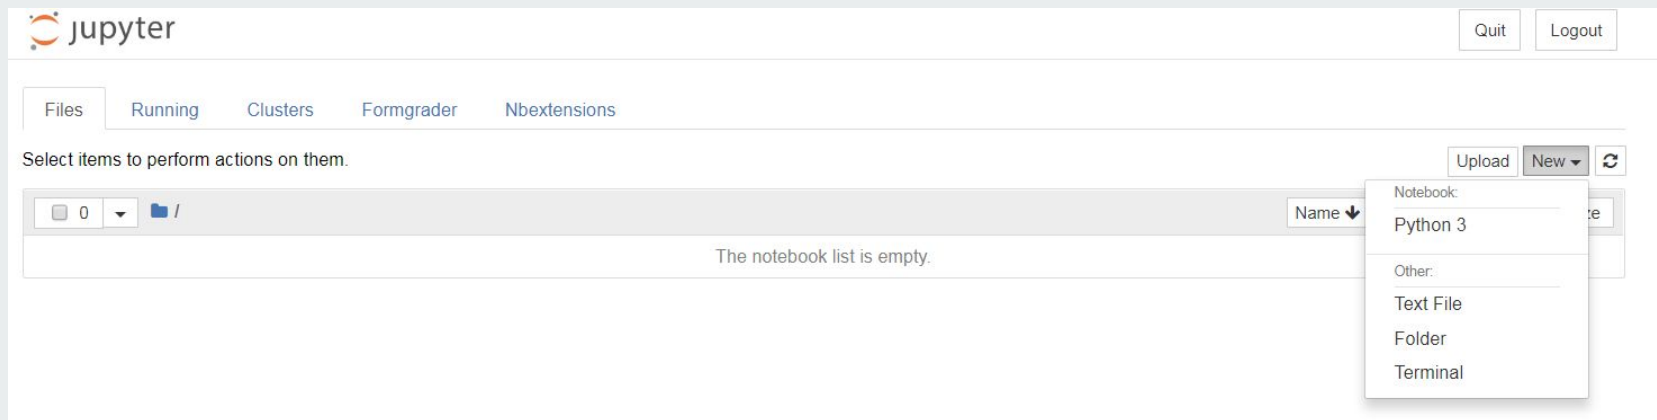 jupyter
Quit Logout
Files Running Clusters Formgrader Nbextensions
Select items to perform actions on them.
Upload New
0 /
Name ze
The notebook list is empty.
Notebook:
Python 3
Other:
Text File
Folder
Terminal